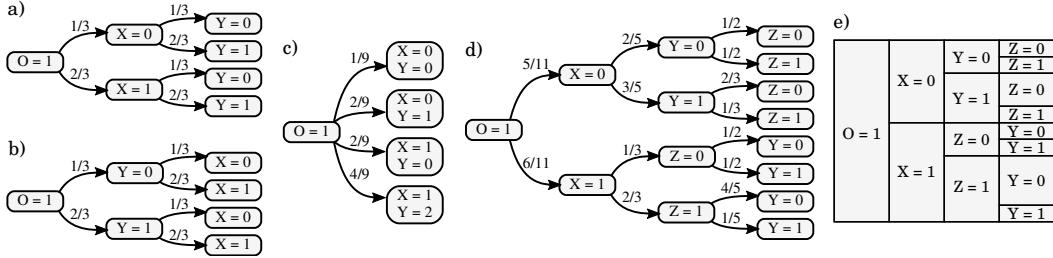 a)
O = 1
1/3
2/3
X = 0
X = 1
1/3
2/3
1/3
2/3
Y = 0
Y = 1
Y = 0
Y = 1
b)
O = 1
1/3
2/3
Y = 0
Y = 1
1/3
2/3
1/3
2/3
X = 0
X = 1
X = 0
X = 1
c)
O = 1
1/9
2/9
2/9
4/9
X = 0
Y = 0
X = 0
Y = 1
X = 1
Y = 0
X = 1
Y = 2
d)
O = 1
5/11
6/11
X = 0
X = 1
2/5
3/5
1/3
2/3
Y = 0
Y = 1
Z = 0
Z = 1
1/2
1/2
2/3
1/3
1/2
1/2
4/5
1/5
Z = 0
Z = 1
Z = 0
Z = 1
Y = 0
Y = 1
Y = 0
Y = 1
e)
O = 1
X = 0
X = 1
Y = 0
Y = 1
Z = 0
Z = 1
Z = 0
Z = 1
Z = 0
Z = 1
Y = 0
Y = 1
Y = 0
Y = 1